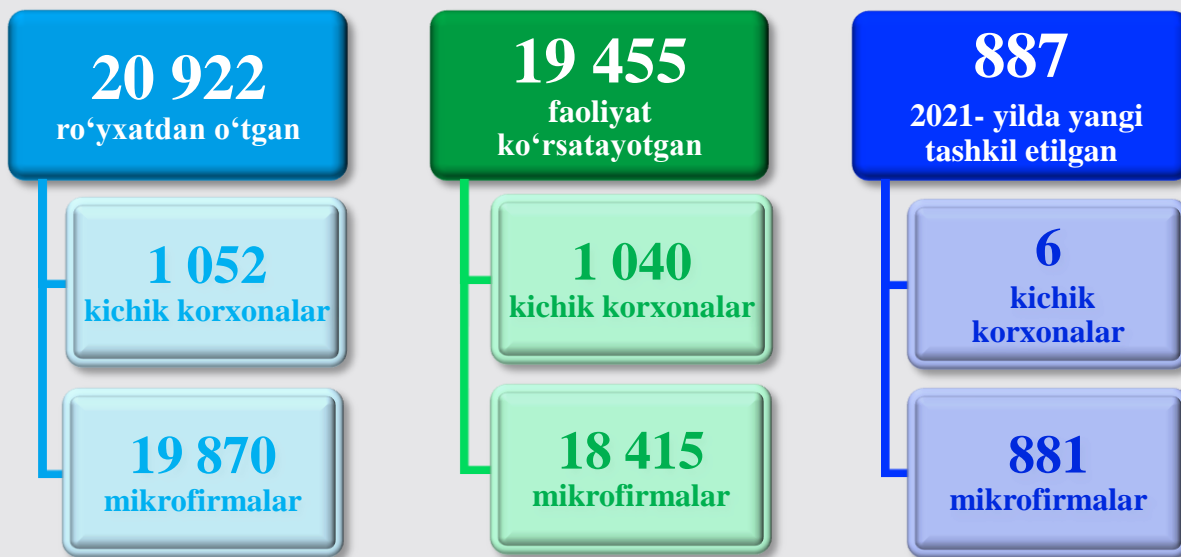 20 922
ro‘yxatdan o‘tgan
1 052
kichik korxonalar
19 870
mikrofirmalar
19 455
faoliyat
ko‘rsatayotgan
1 040
kichik korxonalar
18 415
mikrofirmalar
887
2021- yilda yangi
tashkil etilgan
6
kichik
korxonalar
881
mikrofirmalar